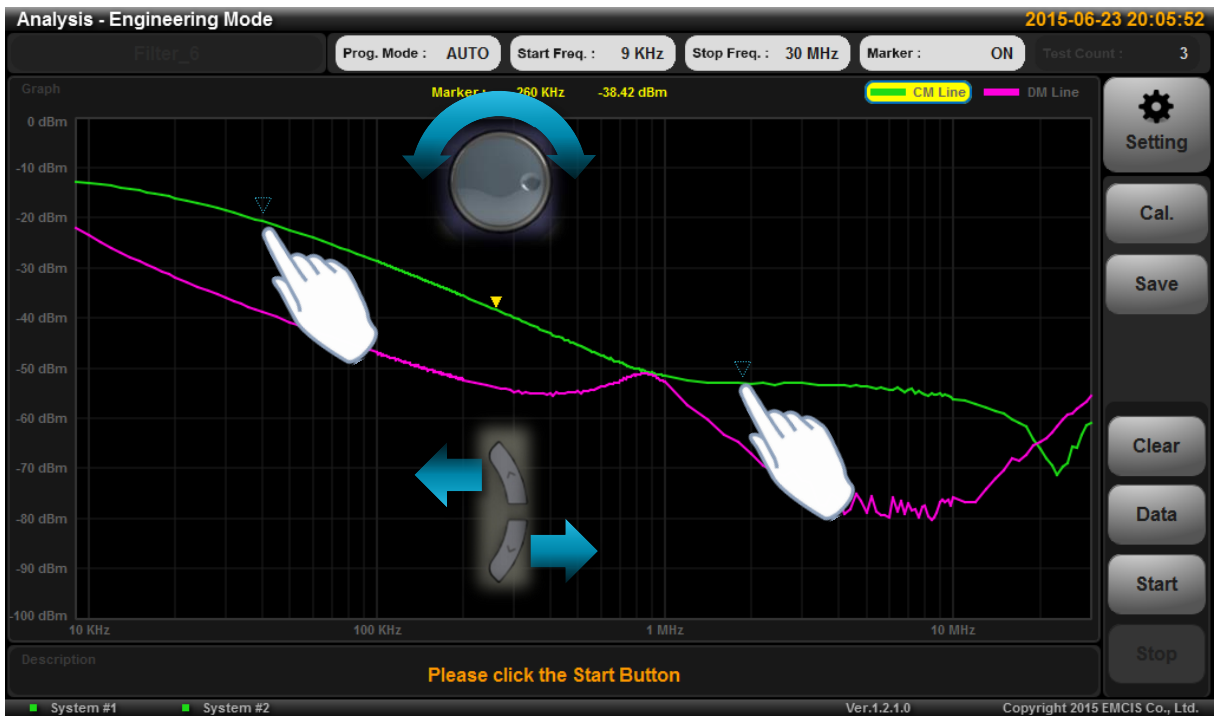 Analysis - Engineering Mode 2015-06-23 20:05:52
Filter_6 Prog. Mode : AUTO Start Freq. : 9 KHz Stop Freq. : 30 MHz Marker : ON Test Count : 3
Graph Marker : 260 KHz -38.42 dBm CM Line DM Line
Setting
0 dBm
-10 dBm
-20 dBm
-30 dBm
-40 dBm
-50 dBm
-60 dBm
-70 dBm
-80 dBm
-90 dBm
-100 dBm
10 KHz 100 KHz 1 MHz 10 MHz
Cal.
Save
Clear
Data
Start
Stop
Description
Please click the Start Button
System #1 System #2 Ver.1.2.1.0 Copyright 2015 EMCIS Co., Ltd.